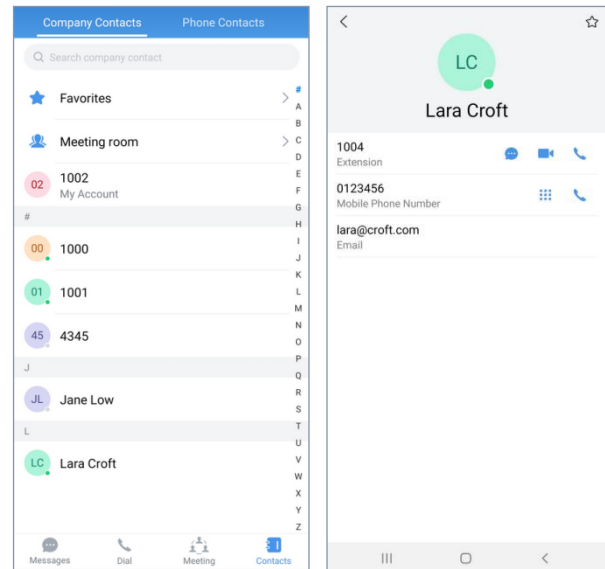 Company Contacts
Phone Contacts
Search company contact
Favorites
Meeting room
02
1002
My Account
#
00
1000
01
1001
45
4345
J
JL
Jane Low
L
LC
Lara Croft
#
A
B
C
D
E
F
G
H
I
J
K
L
M
N
O
P
Q
R
S
T
U
V
W
X
Y
Z
Messages
Dial
Meeting
Contacts
LC
Lara Croft
1004
Extension
0123456
Mobile Phone Number
lara@croft.com
Email